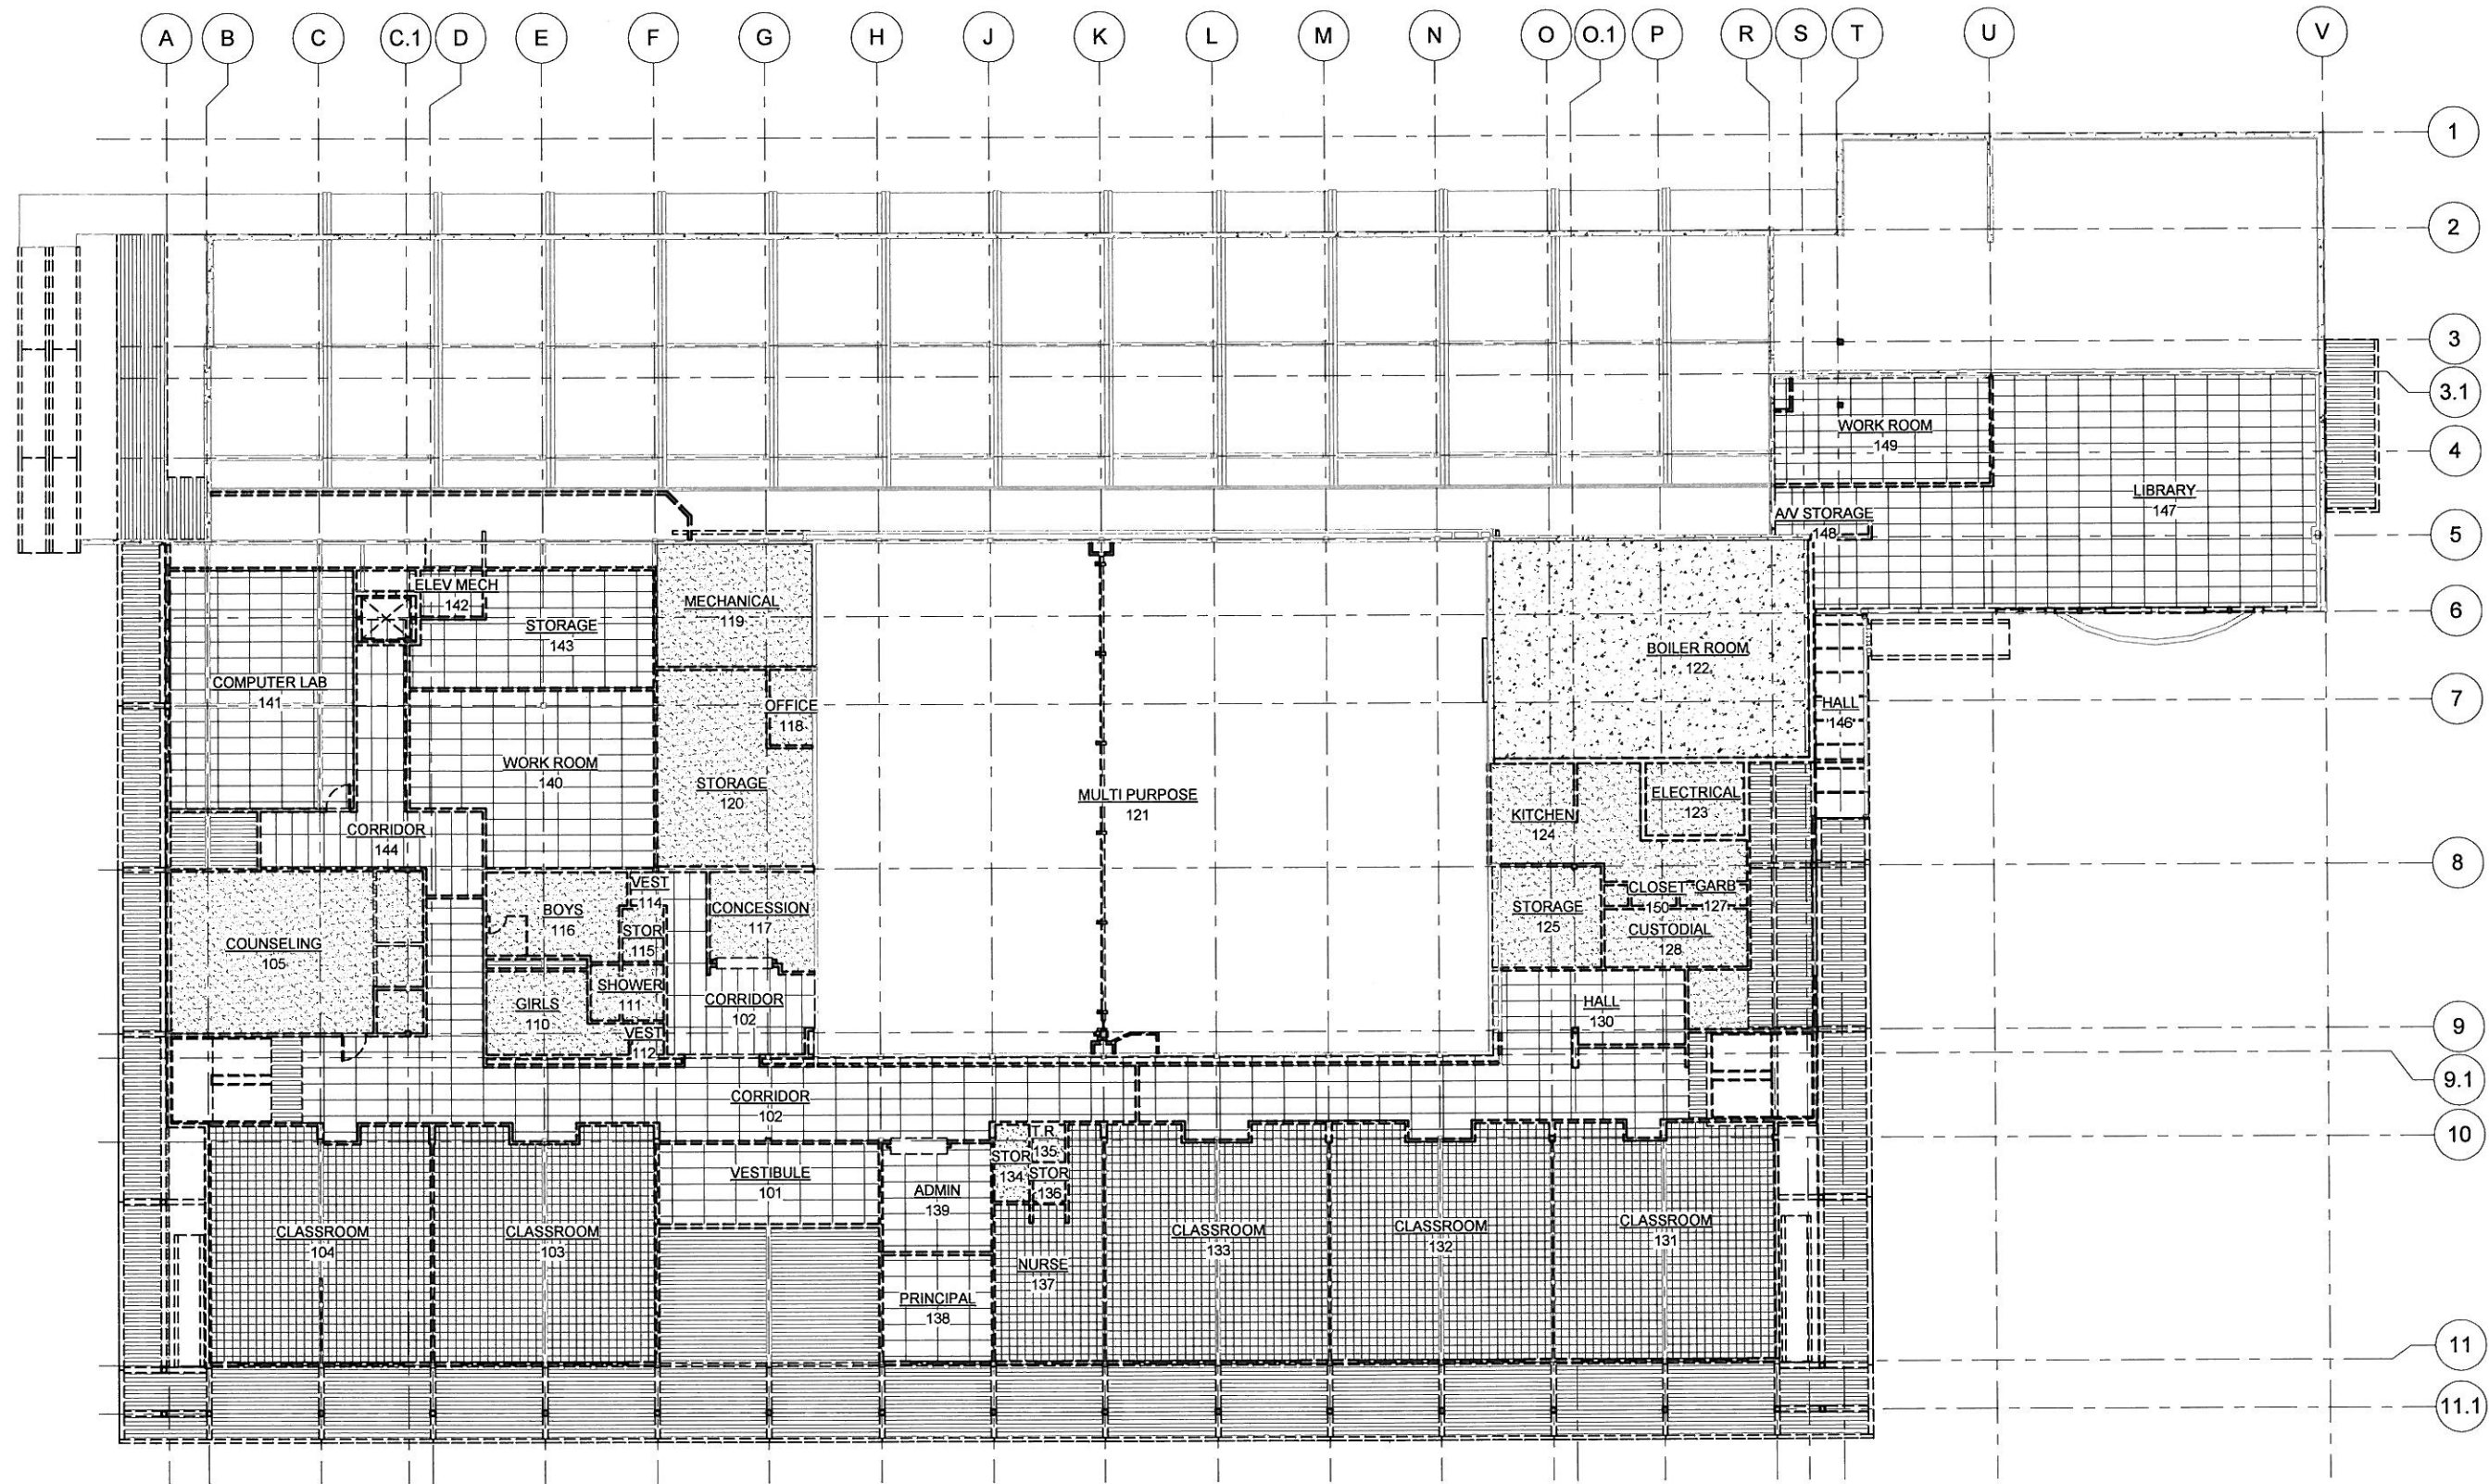 A B C C.1 D E F G H J K L M N O O.1 P R S T U V
1
2
3
3.1
4
5
6
7
8
9
9.1
10
11
11.1
WORK ROOM
149
LIBRARY
147
A/V STORAGE
148
ELEV MECH
142
STORAGE
143
MECHANICAL
119
COMPUTER LAB
141
OFFICE
118
WORK ROOM
140
STORAGE
120
MULTI PURPOSE
121
BOILER ROOM
122
HALL
146
ELECTRICAL
123
KITCHEN
124
CORRIDOR
144
VEST
114
BOYS
116
STOR
115
CONCESSION
117
CLOSET
150
GARB
127
STORAGE
125
CUSTODIAL
128
COUNSELING
105
SHOWER
111
GIRLS
110
VEST
112
CORRIDOR
102
HALL
130
CORRIDOR
102
T.R.
135
STOR
134
STOR
136
VESTIBULE
101
ADMIN
139
CLASSROOM
104
CLASSROOM
103
CLASSROOM
133
CLASSROOM
132
CLASSROOM
131
NURSE
137
PRINCIPAL
138